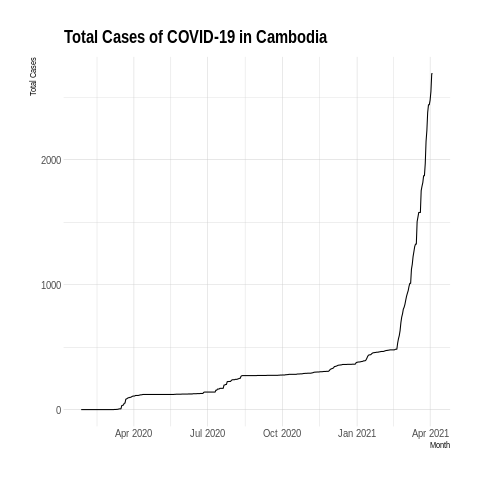 Total Cases of COVID-19 in Cambodia
Total Cases
2000
1000
0
Apr 2020
Jul 2020
Oct 2020
Jan 2021
Apr 2021
Month